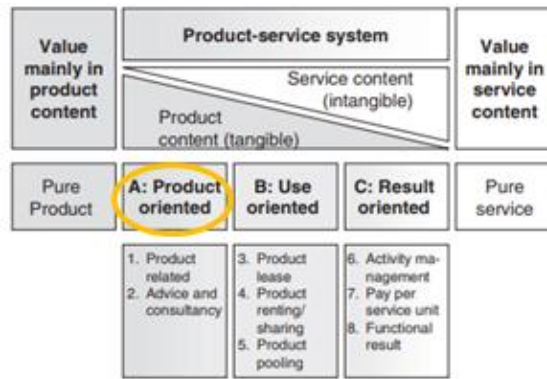 Value
mainly in
product
content
Product-service system
Service content
(intangible)
Product
content (tangible)
Value
mainly in
service
content
Pure
Product
A: Product
oriented
B: Use
oriented
C: Result
oriented
Pure
service
1. Product
related
2. Advice and
consultancy
3. Product
lease
4. Product
renting/
sharing
5. Product
pooling
6. Activity ma-
nagement
7. Pay per
service unit
8. Functional
result